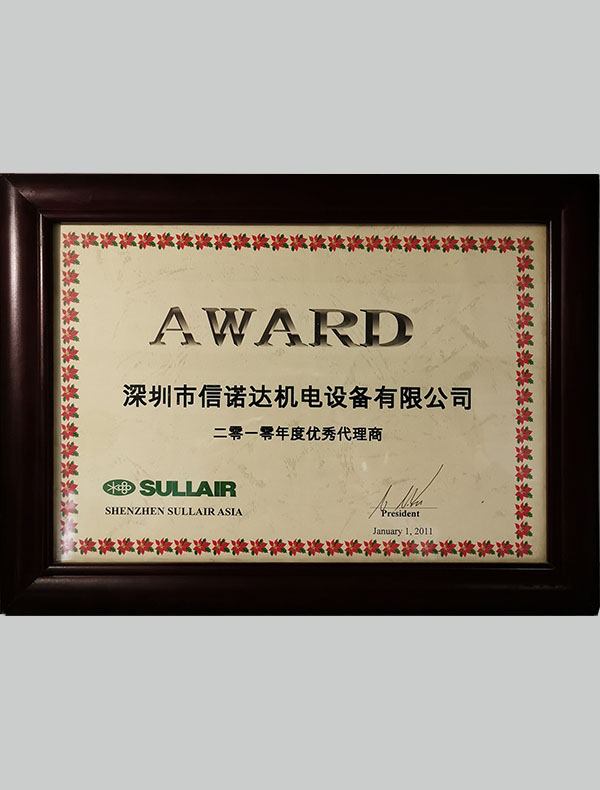 AWARD
深圳市信诺达机电设备有限公司
二零一零年度优秀代理商
SULLAIR
SHENZHEN SULLAIR ASIA
President
January 1, 2011